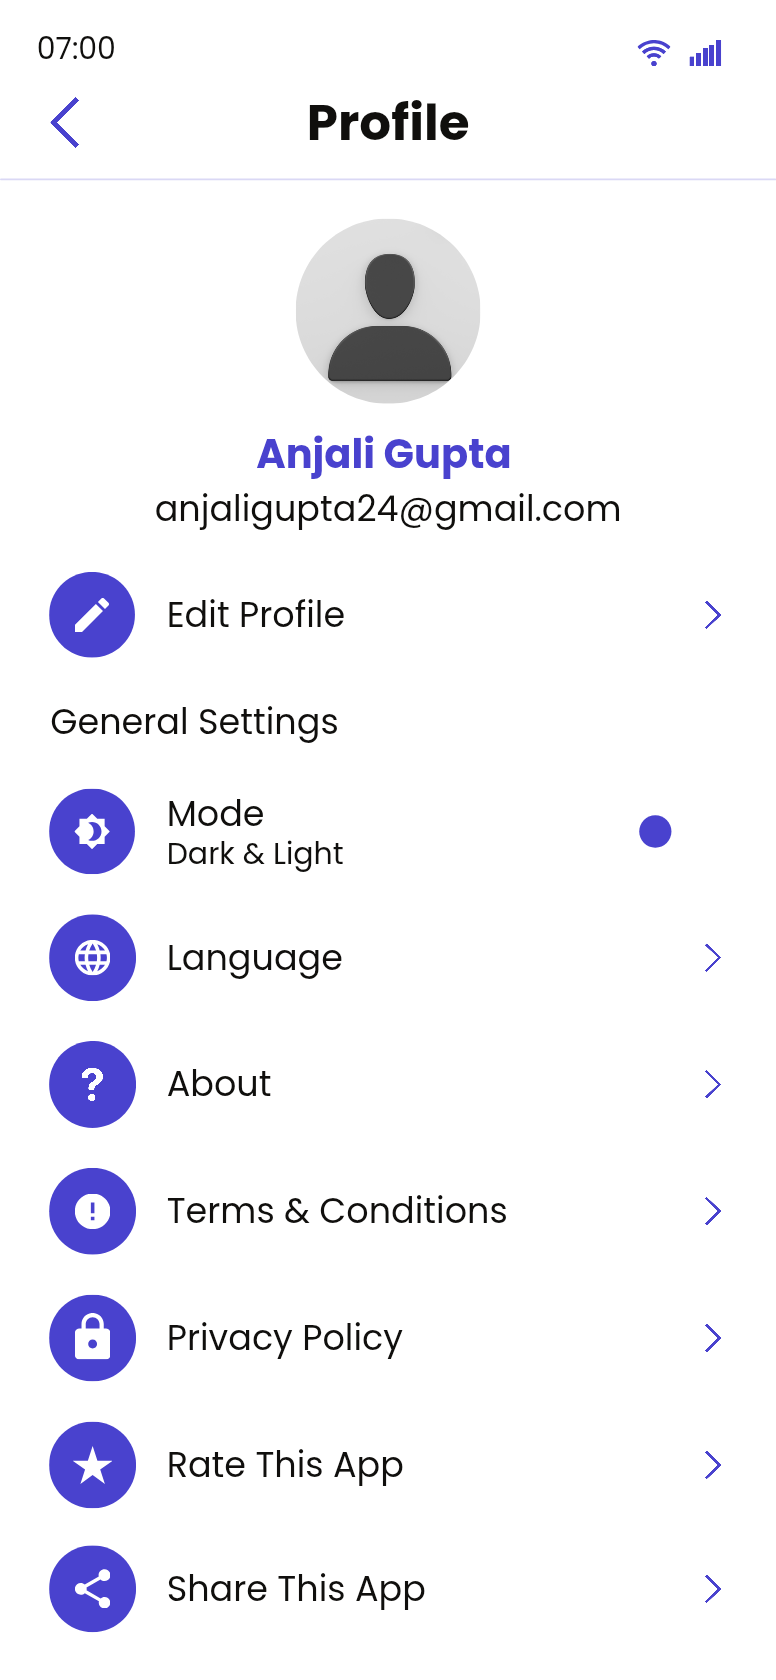 07:00
Profile
Anjali Gupta
anjaligupta24@gmail.com
Edit Profile
General Settings
Mode
Dark & Light
Language
About
Terms & Conditions
Privacy Policy
Rate This App
Share This App